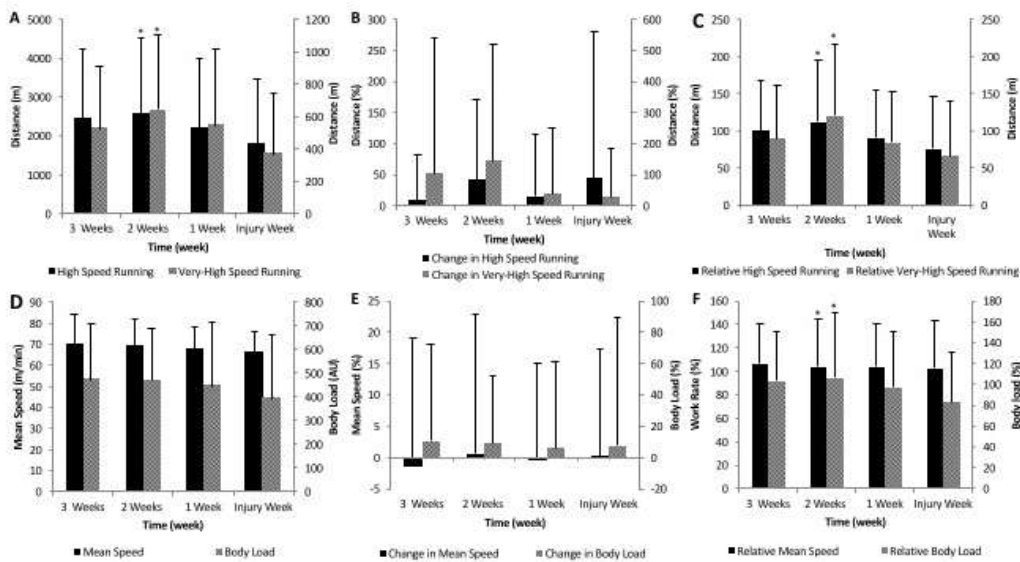 A
5000
4000
3000
2000
1000
0
Distance (m)
1200
1000
800
600
400
200
0
Distance (m)
* *
3 Weeks 2 Weeks 1 Week Injury Week
Time (week)
High Speed Running Very-High Speed Running
B
300
250
200
150
100
50
0
Distance (%)
600
500
400
300
200
100
0
Distance (%)
3 Weeks 2 Weeks 1 Week Injury Week
Time (week)
Change in High Speed Running
Change in Very-High Speed Running
C
250
200
150
100
50
0
Distance (m)
250
200
150
100
50
0
Distance (m)
* *
3 Weeks 2 Weeks 1 Week Injury
Week
Time (week)
Relative High Speed Running Relative Very-High Speed Running
D
90
80
70
60
50
40
30
20
10
0
Mean Speed (m/min)
800
700
600
500
400
300
200
100
0
Body Load (AU)
3 Weeks 2 Weeks 1 Week Injury Week
Time (week)
Mean Speed Body Load
E
25
20
15
10
5
0
-5
Mean Speed (%)
100
80
60
40
20
0
-20
Body Load (%)
3 Weeks 2 Weeks 1 Week Injury Week
Time (week)
Change in Mean Speed Change in Body Load
F
160
140
120
100
80
60
40
20
0
Work Rate (%)
180
160
140
120
100
80
60
40
20
0
Body load (%)
* *
3 Weeks 2 Weeks 1 Week Injury Week
Time (week)
Relative Mean Speed Relative Body Load